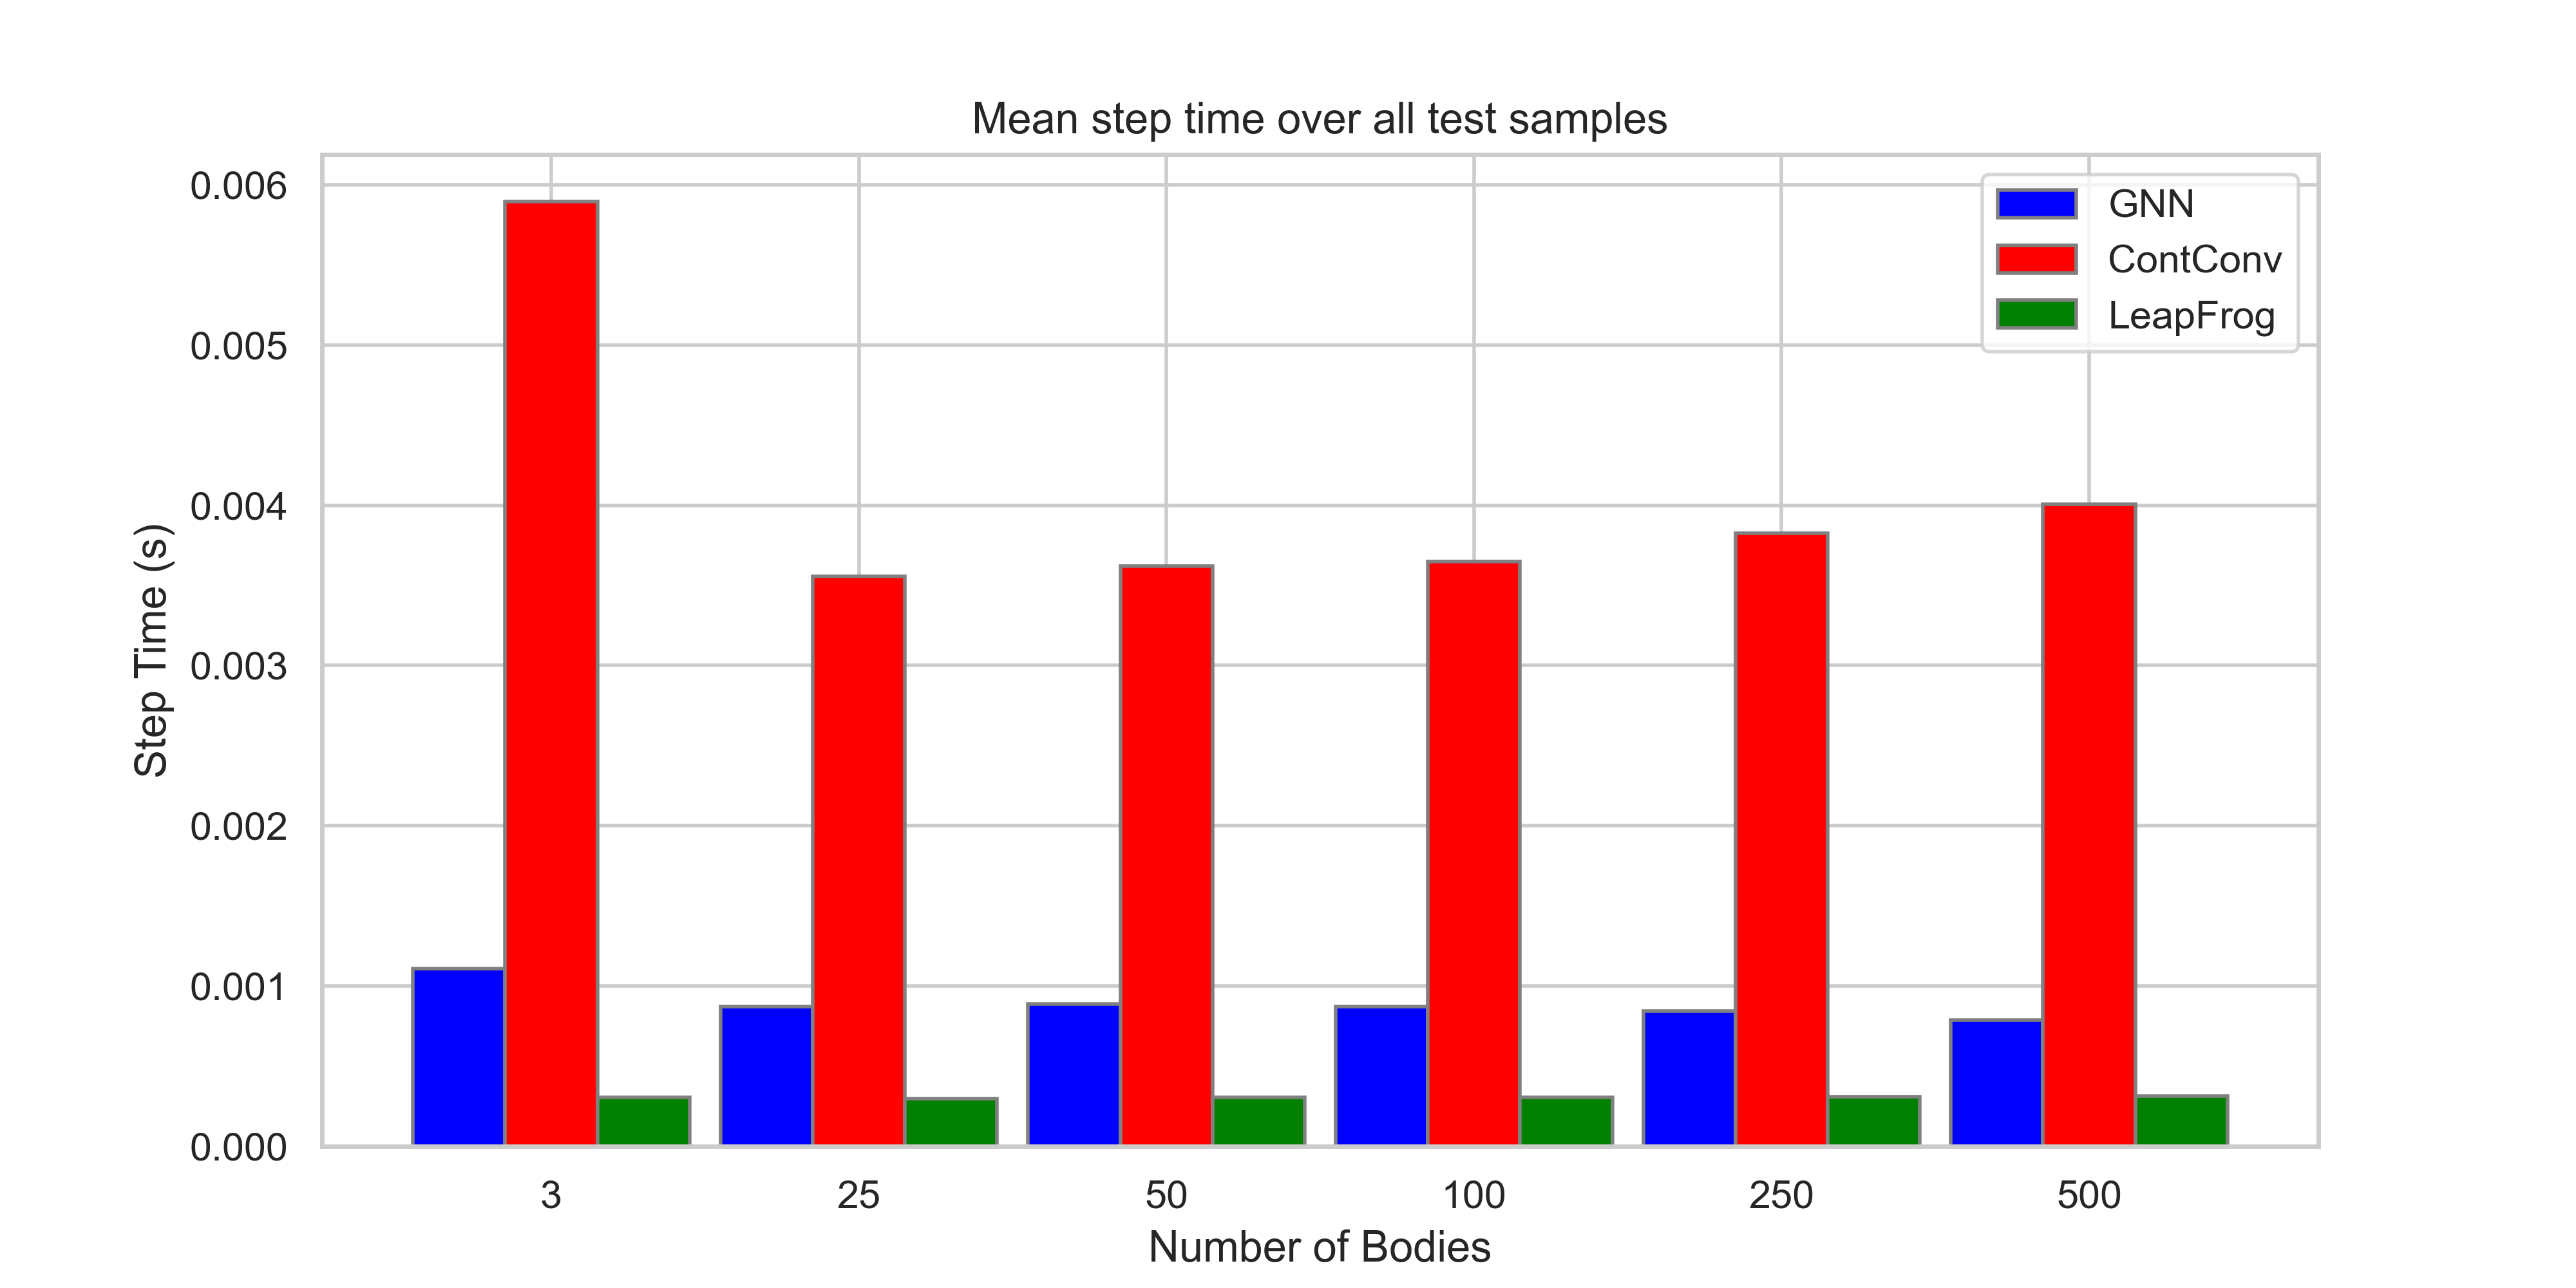 Mean step time over all test samples
0.006
0.005
0.004
0.003
0.002
0.001
0.000
Step Time (s)
GNN
ContConv
LeapFrog
3 25 50 100 250 500
Number of Bodies